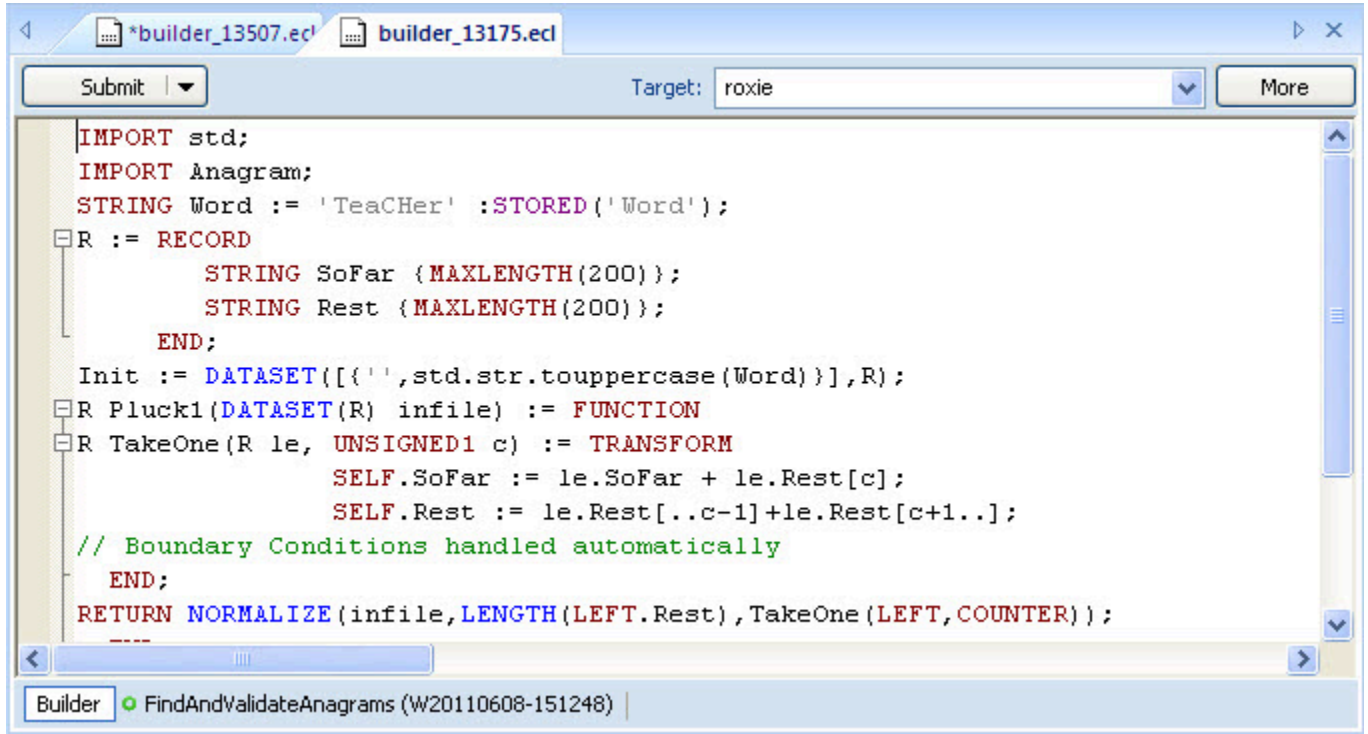 *builder_13507.ecl builder_13175.ecl
Submit Target: roxie More
IMPORT std;
IMPORT Anagram;
STRING Word := 'TeaCHer' :STORED('Word');
R := RECORD
STRING SoFar {MAXLENGTH(200)};
STRING Rest {MAXLENGTH(200)};
END;
Init := DATASET([{'',std.str.touppercase(Word)}],R);
R Pluck1(DATASET(R) infile) := FUNCTION
R TakeOne(R le, UNSIGNED1 c) := TRANSFORM
SELF.SoFar := le.SoFar + le.Rest[c];
SELF.Rest := le.Rest[..c-1]+le.Rest[c+1..];
// Boundary Conditions handled automatically
END;
RETURN NORMALIZE(infile,LENGTH(LEFT.Rest),TakeOne(LEFT,COUNTER));
Builder FindAndValidateAnagrams (W20110608-151248)